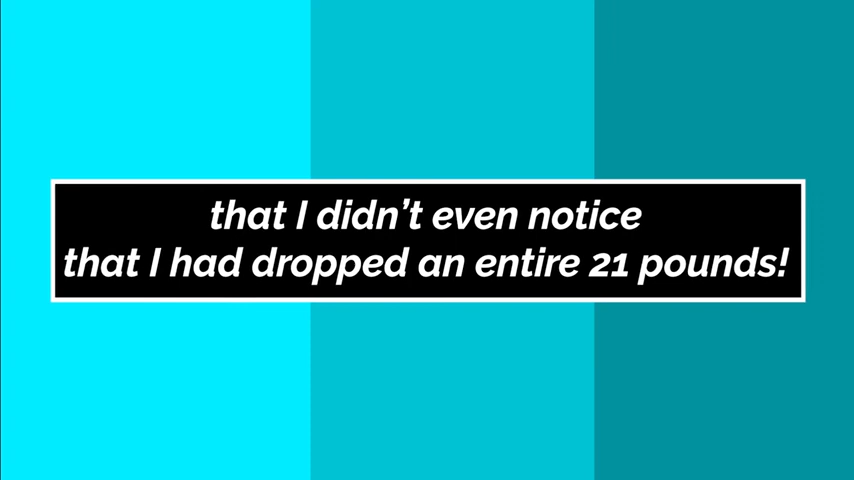 that I didn’t even notice
that I had dropped an entire 21 pounds!